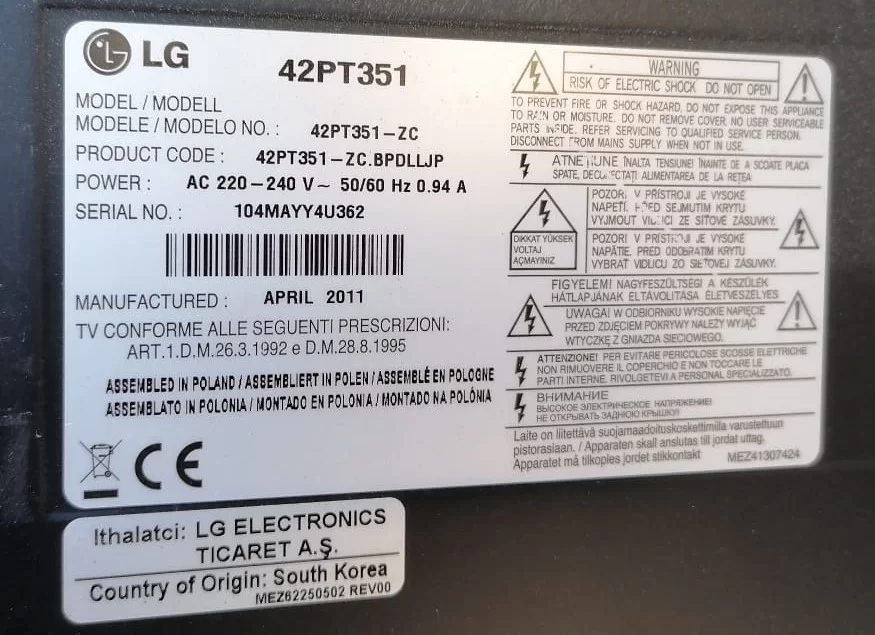 LG
42PT351
MODEL / MODELL
MODELE / MODELO NO. : 42PT351-ZC
PRODUCT CODE : 42PT351-ZC.BPDLLJP
POWER : AC 220-240 V~ 50/60 Hz 0.94 A
SERIAL NO. : 104MAYY4U362
MANUFACTURED : APRIL 2011
TV CONFORME ALLE SEGUENTI PRESCRIZIONI:
ART.1.D.M.26.3.1992 e D.M.28.8.1995
ASSEMBLED IN POLAND / ASSEMBLIERT IN POLEN / ASSEMBLÉ EN POLOGNE
ASSEMBLATO IN POLONIA / MONTADO EN POLONIA / MONTADO NA POLÓNIA
CE
WARNING
RISK OF ELECTRIC SHOCK DO NOT OPEN
TO PREVENT FIRE OR SHOCK HAZARD, DO NOT EXPOSE THIS APPLIANCE
TO RAIN OR MOISTURE. DO NOT REMOVE COVER. NO USER SERVICEABLE
PARTS INSIDE. REFER SERVICING TO QUALIFIED SERVICE PERSON.
DISCONNECT FROM MAINS SUPPLY WHEN NOT IN USE.
ÎNALTA TENSIUNE! ÎNAINTE DE A SCOATE PLACA
SPATE, ALIMENTAREA DE LA REȚEA
DIKKAT YÜKSEK
VOLTAJ
AÇMAYINIZ
POZOR! V PŘÍSTROJI JE VYSOKÉ
NAPĚTÍ. PŘED SEJMUTÍM KRYTU
VYJMOUT VIDLICI ZE SÍŤOVÉ ZÁSUVKY.
POZOR! V PRÍSTROJI JE VYSOKÉ
NAPÄTIE. PRED ODOBRATÍM KRYTU
VYBRAŤ VIDLICU ZO SIEŤOVEJ ZÁSUVKY.
FIGYELEM! NAGYFESZÜLTSÉG! A KÉSZÜLÉK
HÁTLAPJÁNAK ELTÁVOLÍTÁSA ÉLETVESZÉLYES
UWAGA! W ODBIORNIKU WYSOKIE NAPIĘCIE
PRZED ZDJĘCIEM POKRYWY NALEŻY WYJĄĆ
WTYCZKĘ Z GNIAZDA SIECIOWEGO.
ATTENZIONE! PER EVITARE PERICOLOSE SCOSSE ELETTRICHE
NON RIMUOVERE IL COPERCHIO E NON TOCCARE LE
PARTI INTERNE. RIVOLGETEVI A PERSONAL SPECIALIZZATO.
ВНИМАНИЕ
ВЫСОКОЕ ЭЛЕКТРИЧЕСКОЕ НАПРЯЖЕНИЕ!
НЕ ОТКРЫВАТЬ ЗАДНЮЮ КРЫШКУ!
Laite on liitettävä suojamaadoituskoskettimilla varustettuun
pistorasiaan. / Apparaten skall anslutas till jordat uttag.
Apparatet må tilkoples jordet stikkontakt MEZ41307424
Ithalatci: LG ELECTRONICS
TICARET A.Ş.
Country of Origin: South Korea
MEZ62250502 REV00